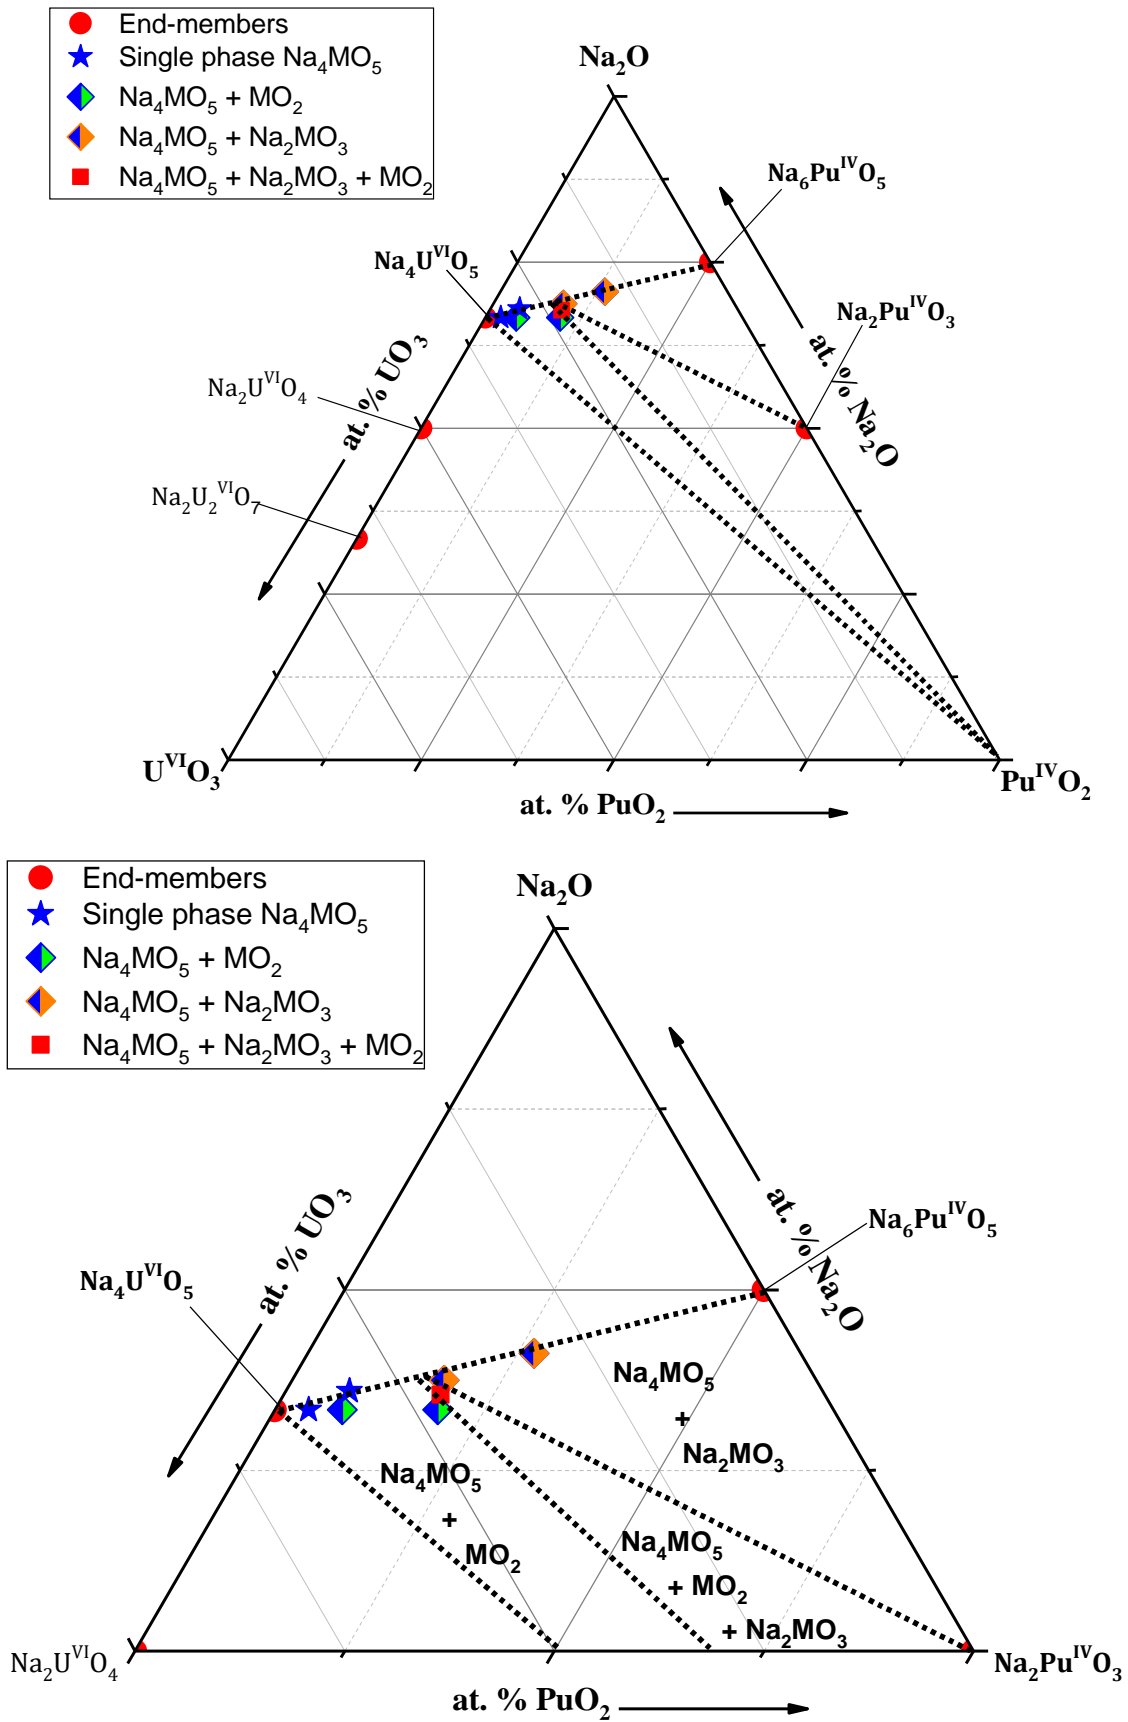 End-members
Single phase Na₄MO₅
Na₄MO₅ + MO₂
Na₄MO₅ + Na₂MO₃
Na₄MO₅ + Na₂MO₃ + MO₂
Na₂O
Na₆PuᴵⱽO₅
Na₄UⱽᴵO₅
Na₂PuᴵⱽO₃
at. % UO₃
at. % Na₂O
Na₂UⱽᴵO₄
Na₂U₂ⱽᴵO₇
UⱽᴵO₃
PuᴵⱽO₂
at. % PuO₂
End-members
Single phase Na₄MO₅
Na₄MO₅ + MO₂
Na₄MO₅ + Na₂MO₃
Na₄MO₅ + Na₂MO₃ + MO₂
Na₂O
at. % UO₃
at. % Na₂O
Na₆PuᴵⱽO₅
Na₄UⱽᴵO₅
Na₄MO₅
+
Na₂MO₃
Na₄MO₅
+
MO₂
Na₄MO₅
+ MO₂
+ Na₂MO₃
Na₂UⱽᴵO₄
Na₂PuᴵⱽO₃
at. % PuO₂